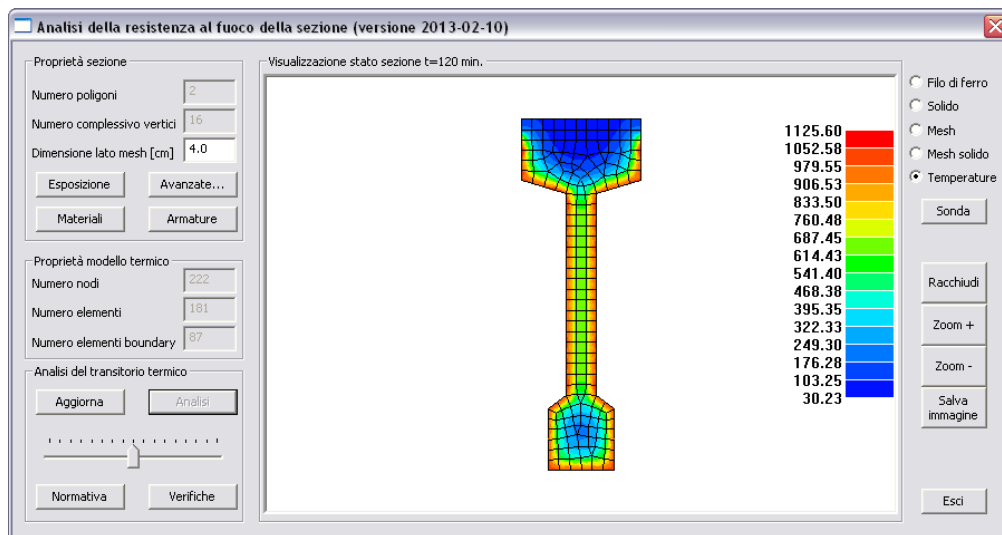 Analisi della resistenza al fuoco della sezione (versione 2013-02-10)
Proprietà sezione
Numero poligoni 2
Numero complessivo vertici 16
Dimensione lato mesh [cm] 4.0
Esposizione Avanzate...
Materiali Armature
Proprietà modello termico
Numero nodi 222
Numero elementi 181
Numero elementi boundary 87
Analisi del transitorio termico
Aggiorna Analisi
Normativa Verifiche
Visualizzazione stato sezione t=120 min.
1125.60
1052.58
979.55
906.53
833.50
760.48
687.45
614.43
541.40
468.38
395.35
322.33
249.30
176.28
103.25
30.23
Filo di ferro
Solido
Mesh
Mesh solido
Temperature
Sonda
Racchiudi
Zoom +
Zoom -
Salva
immagine
Esci